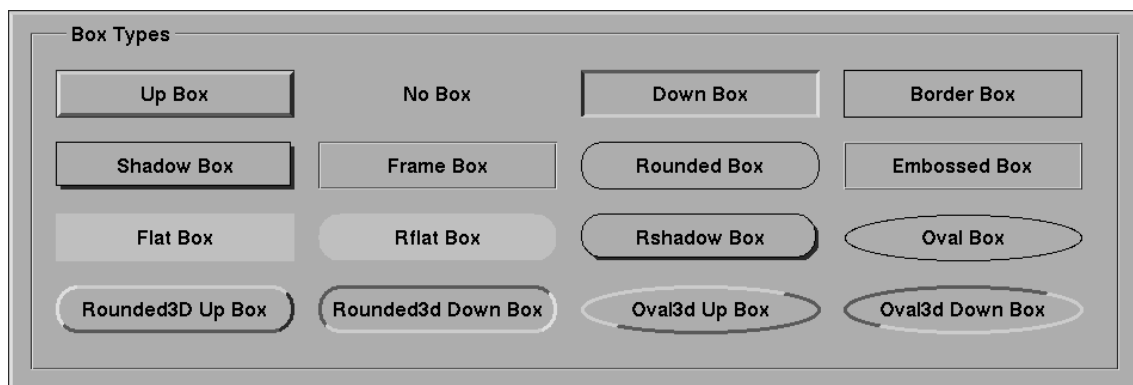 Box Types
Up Box No Box Down Box Border Box
Shadow Box Frame Box Rounded Box Embossed Box
Flat Box Rflat Box Rshadow Box Oval Box
Rounded3D Up Box Rounded3d Down Box Oval3d Up Box Oval3d Down Box